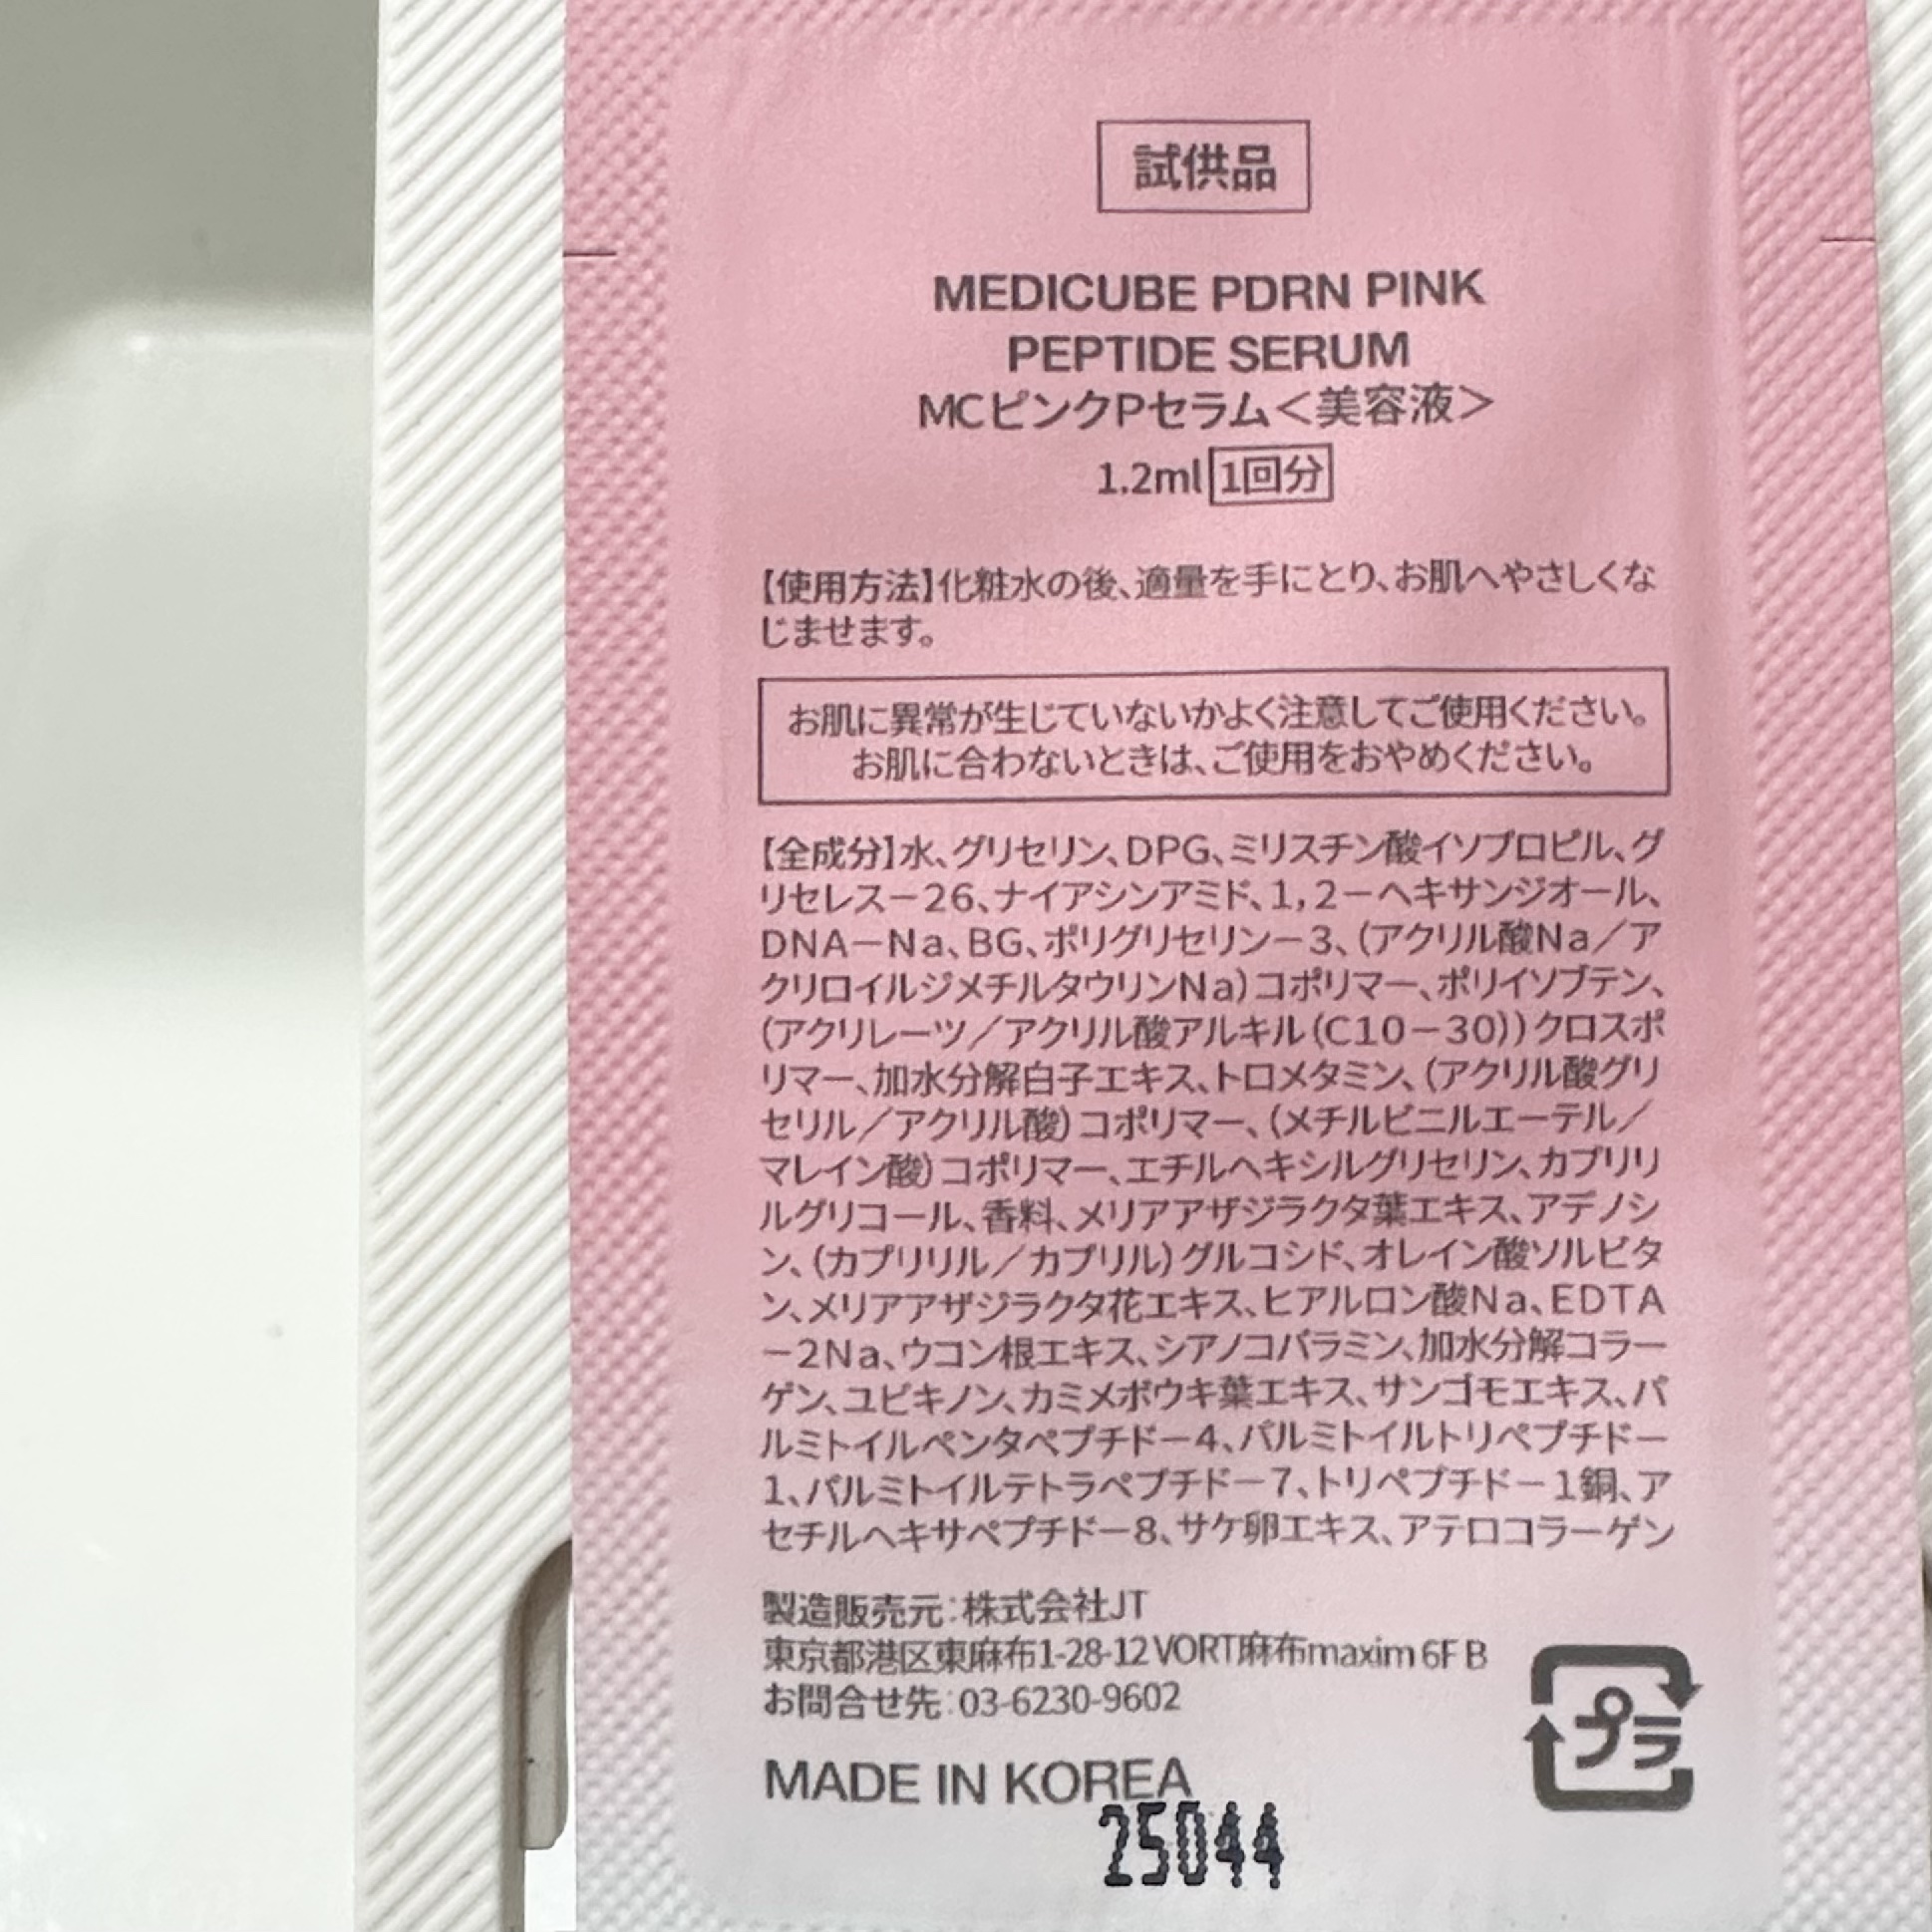 試供品
MEDICUBE PDRN PINK
PEPTIDE SERUM
MCピンクPセラム＜美容液＞
1.2ml 1回分
【使用方法】化粧水の後、適量を手にとり、お肌へやさしくな
じませます。
お肌に異常が生じていないかよく注意してご使用ください。
お肌に合わないときは、ご使用をおやめください。
【全成分】水、グリセリン、DPG、ミリスチン酸イソプロピル、グ
リセレス－26、ナイアシンアミド、1，2－ヘキサンジオール、
DNA－Na、BG、ポリグリセリン－3、（アクリル酸Na／ア
クリロイルジメチルタウリンNa）コポリマー、ポリイソブテン、
（アクリレーツ／アクリル酸アルキル（C10－30））クロスポ
リマー、加水分解白子エキス、トロメタミン、（アクリル酸グリ
セリル／アクリル酸）コポリマー、（メチルビニルエーテル／
マレイン酸）コポリマー、エチルヘキシルグリセリン、カプリリ
ルグリコール、香料、メリアアザジラクタ葉エキス、アデノシ
ン、（カプリリル／カプリル）グルコシド、オレイン酸ソルビタ
ン、メリアアザジラクタ花エキス、ヒアルロン酸Na、EDTA
－2Na、ウコン根エキス、シアノコバラミン、加水分解コラー
ゲン、ユビキノン、カミメボウキ葉エキス、サンゴモエキス、パ
ルミトイルペンタペプチド－4、パルミトイルトリペプチド－
1、パルミトイルテトラペプチド－7、トリペプチド－1銅、ア
セチルヘキサペプチド－8、サケ卵エキス、アテロコラーゲン
製造販売元：株式会社JT
東京都港区東麻布1-28-12 VORT麻布maxim 6F B
お問合せ先：03-6230-9602
プラ
MADE IN KOREA
25044